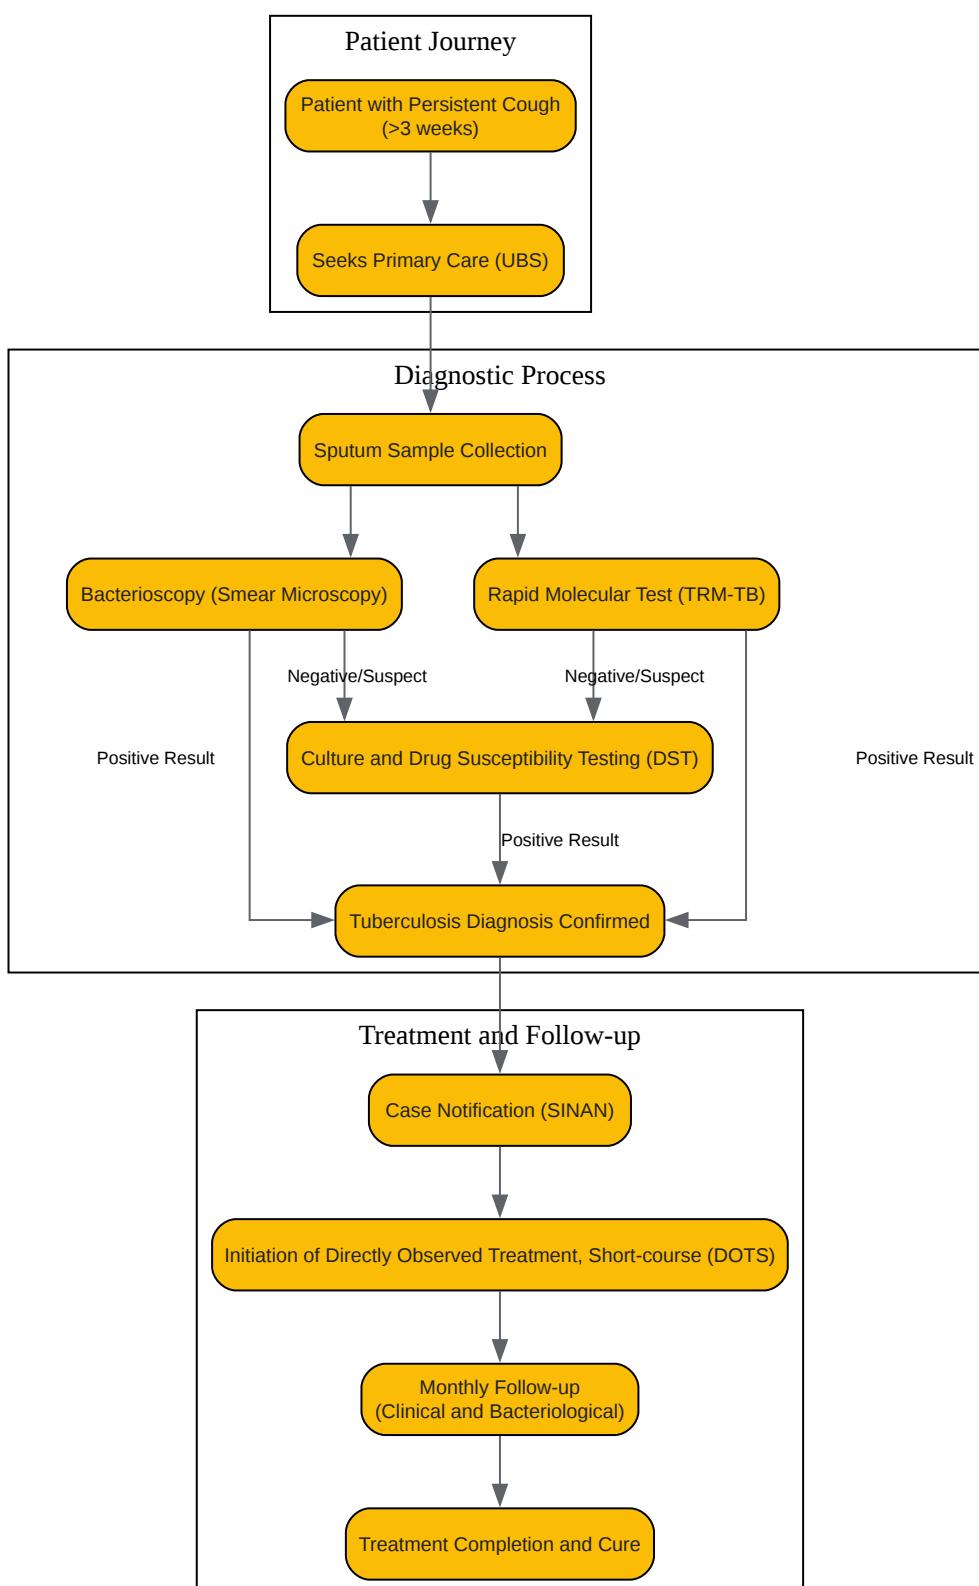 Patient Journey
Patient with Persistent Cough
(>3 weeks)
Seeks Primary Care (UBS)
Diagnostic Process
Sputum Sample Collection
Bacterioscopy (Smear Microscopy)
Rapid Molecular Test (TRM-TB)
Negative/Suspect
Negative/Suspect
Positive Result
Culture and Drug Susceptibility Testing (DST)
Positive Result
Positive Result
Tuberculosis Diagnosis Confirmed
Treatment and Follow-up
Case Notification (SINAN)
Initiation of Directly Observed Treatment, Short-course (DOTS)
Monthly Follow-up
(Clinical and Bacteriological)
Treatment Completion and Cure